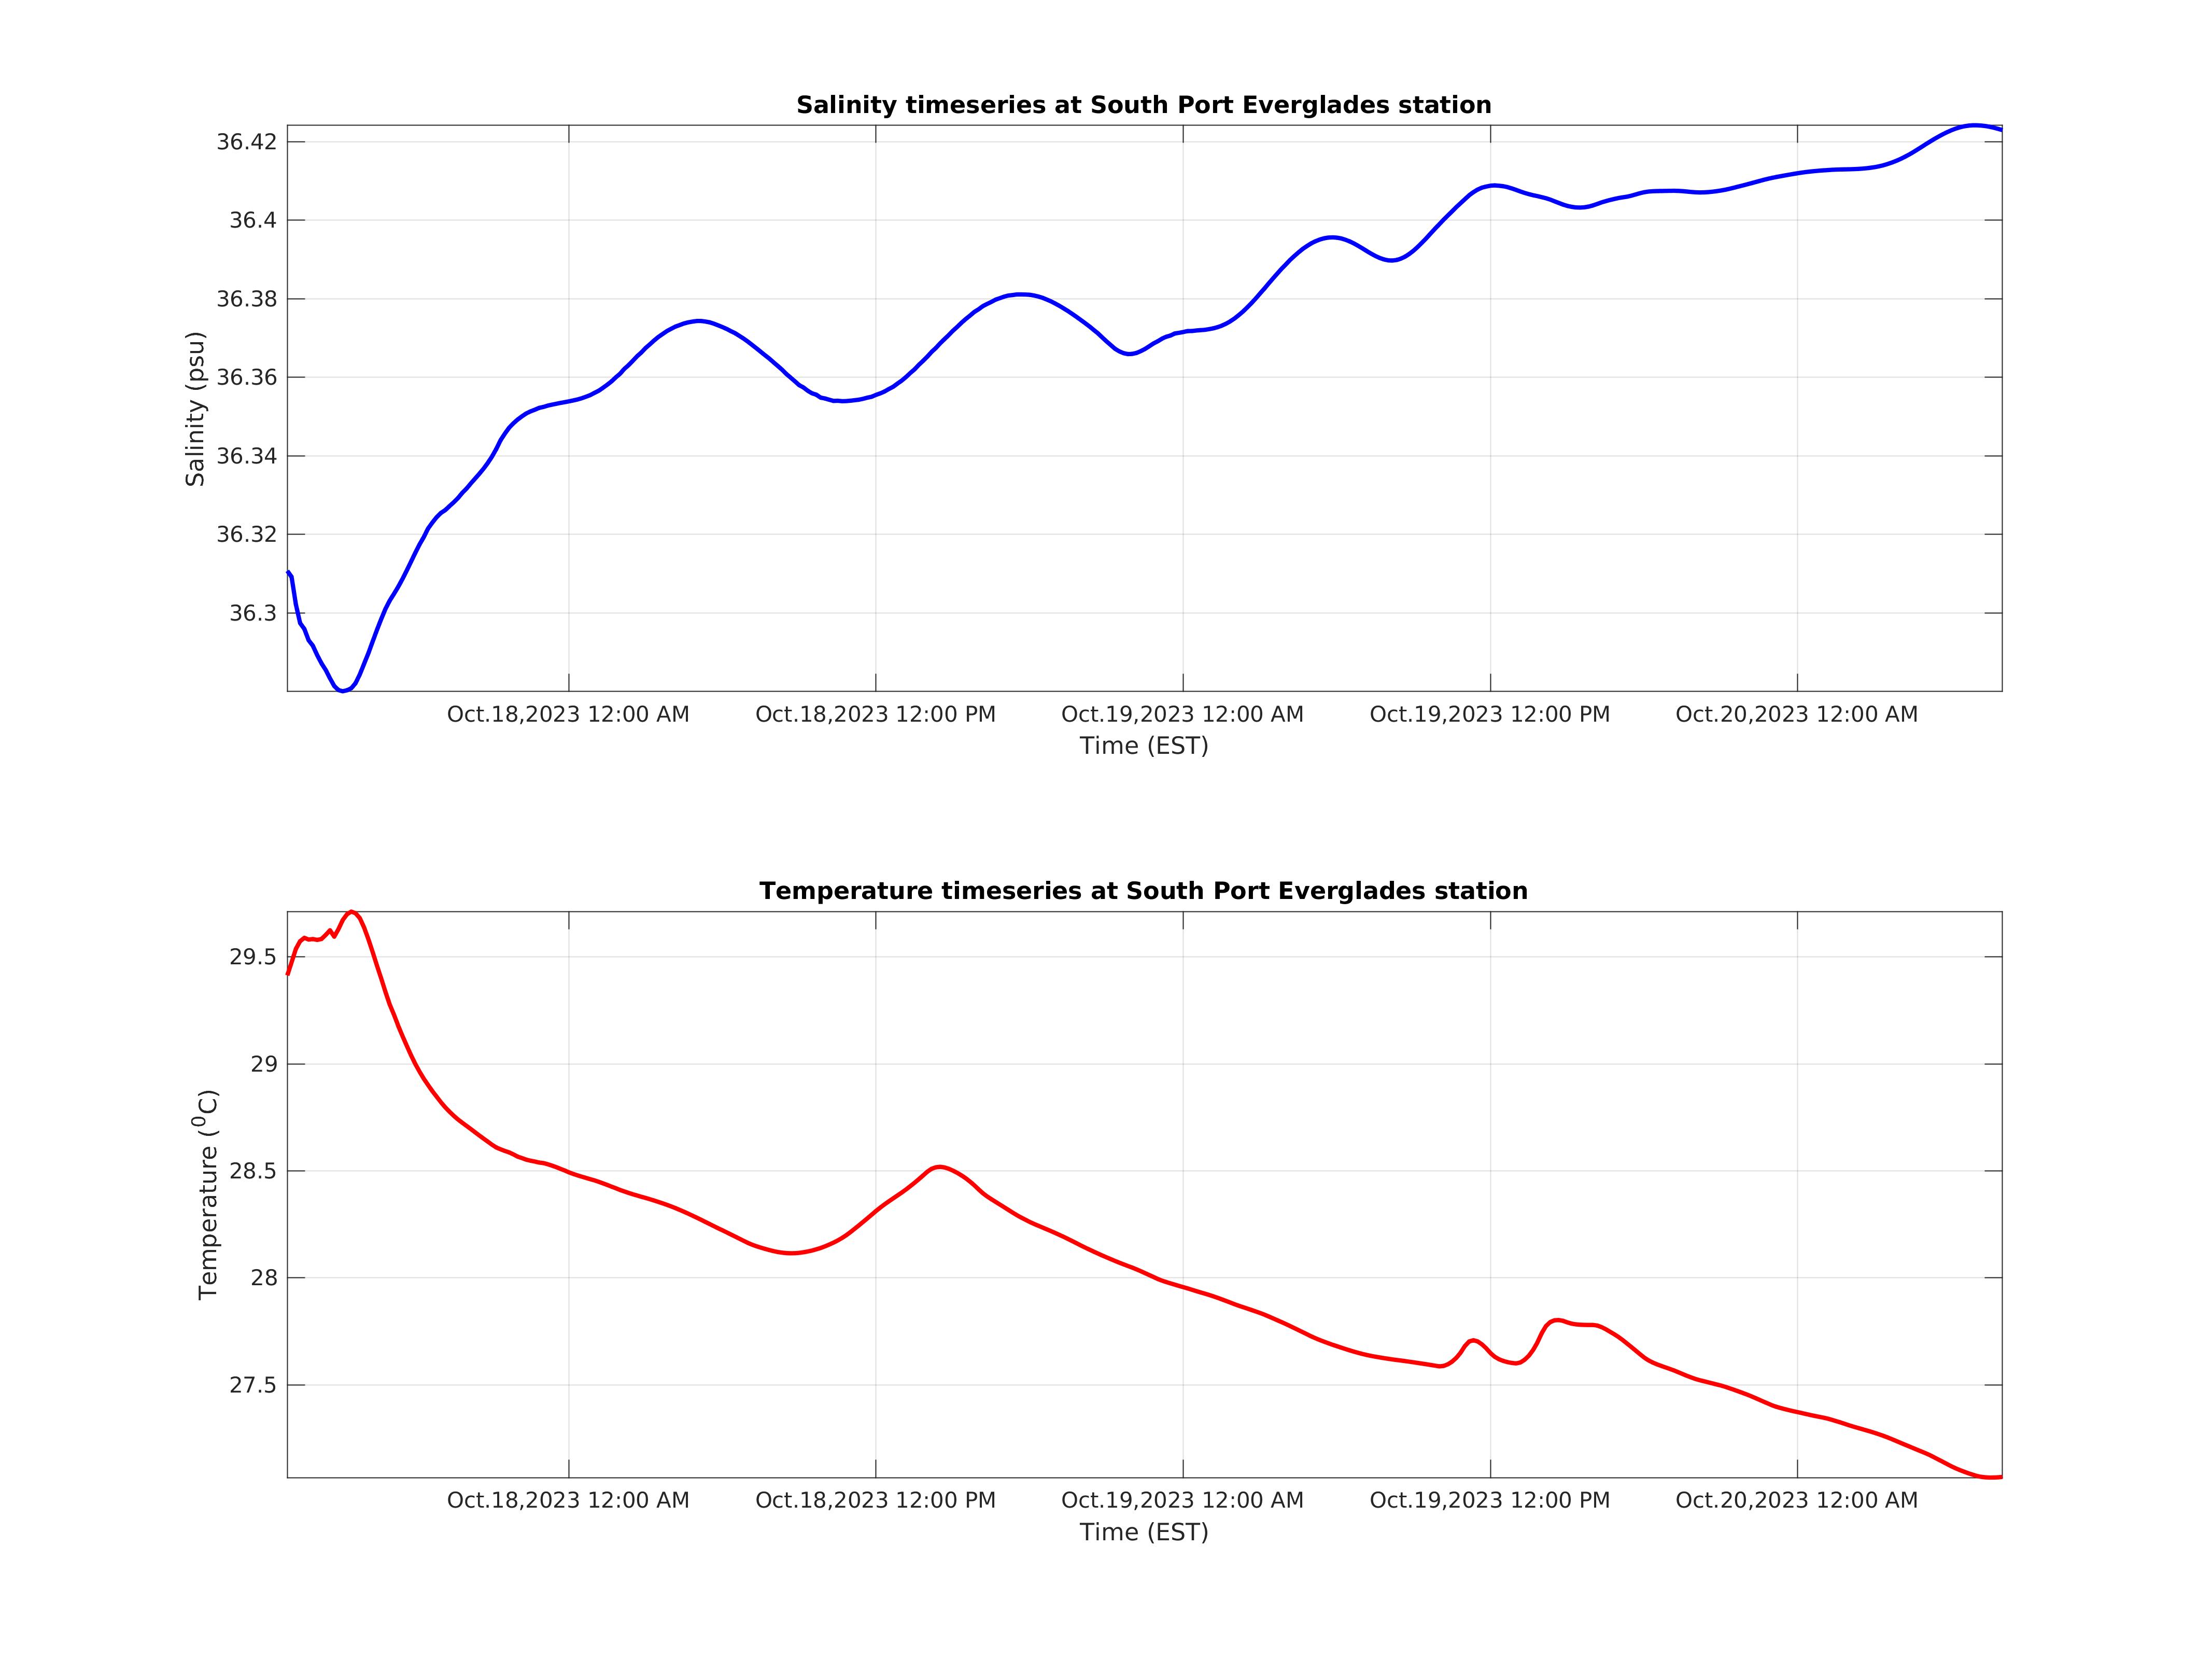 Salinity timeseries at South Port Everglades station
36.42
36.4
36.38
36.36
36.34
36.32
36.3
Salinity (psu)
Oct.18,2023 12:00 AM Oct.18,2023 12:00 PM Oct.19,2023 12:00 AM Oct.19,2023 12:00 PM Oct.20,2023 12:00 AM
Time (EST)
Temperature timeseries at South Port Everglades station
29.5
29
28.5
28
27.5
Temperature (⁰C)
Oct.18,2023 12:00 AM Oct.18,2023 12:00 PM Oct.19,2023 12:00 AM Oct.19,2023 12:00 PM Oct.20,2023 12:00 AM
Time (EST)